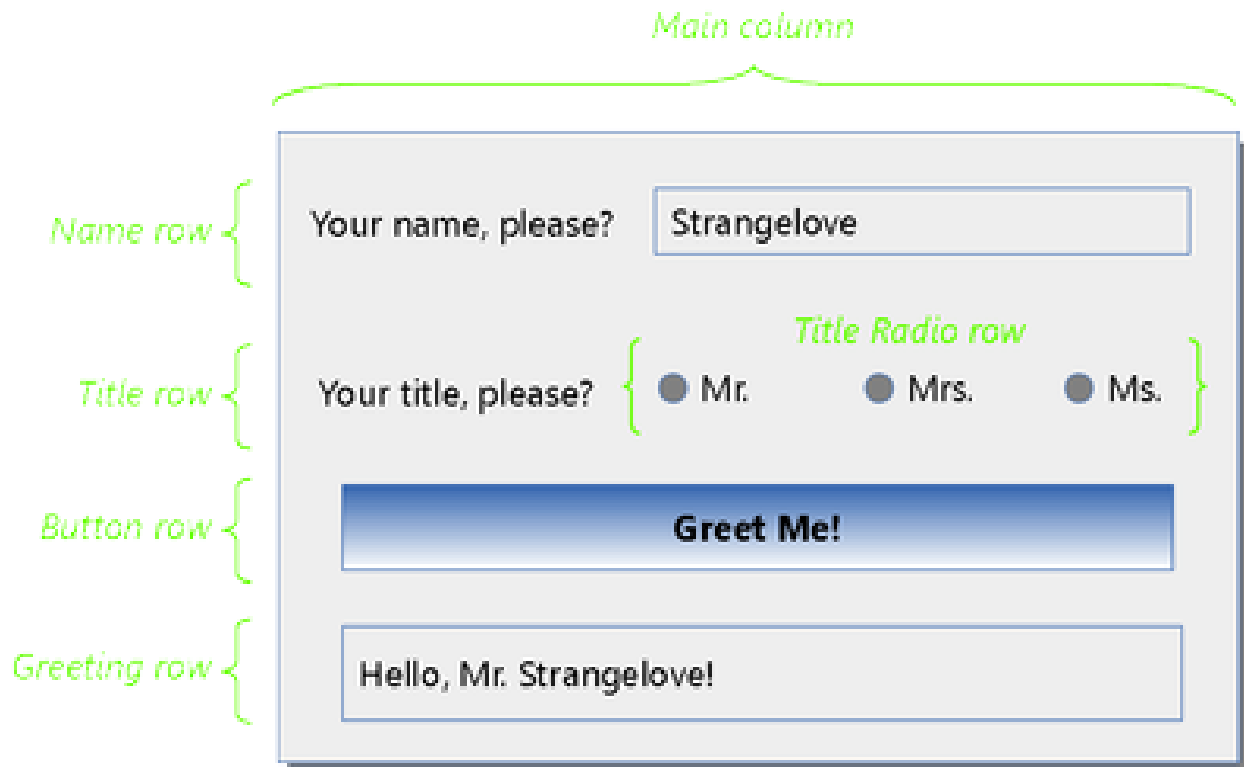 Main column
Name row
Your name, please?
Strangelove
Title Radio row
Title row
Your title, please?
Mr.
Mrs.
Ms.
Button row
Greet Me!
Greeting row
Hello, Mr. Strangelove!